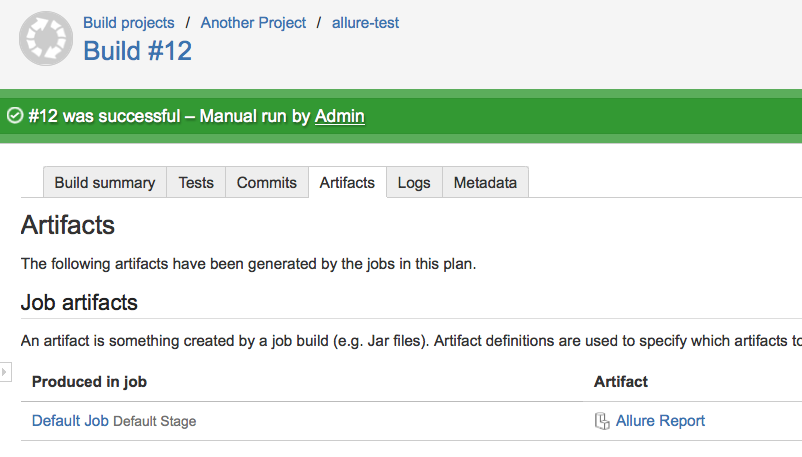 Build projects / Another Project / allure-test
Build #12
#12 was successful – Manual run by Admin
Build summary Tests Commits Artifacts Logs Metadata
Artifacts
The following artifacts have been generated by the jobs in this plan.
Job artifacts
An artifact is something created by a job build (e.g. Jar files). Artifact definitions are used to specify which artifacts to
Produced in job Artifact
Default Job Default Stage Allure Report